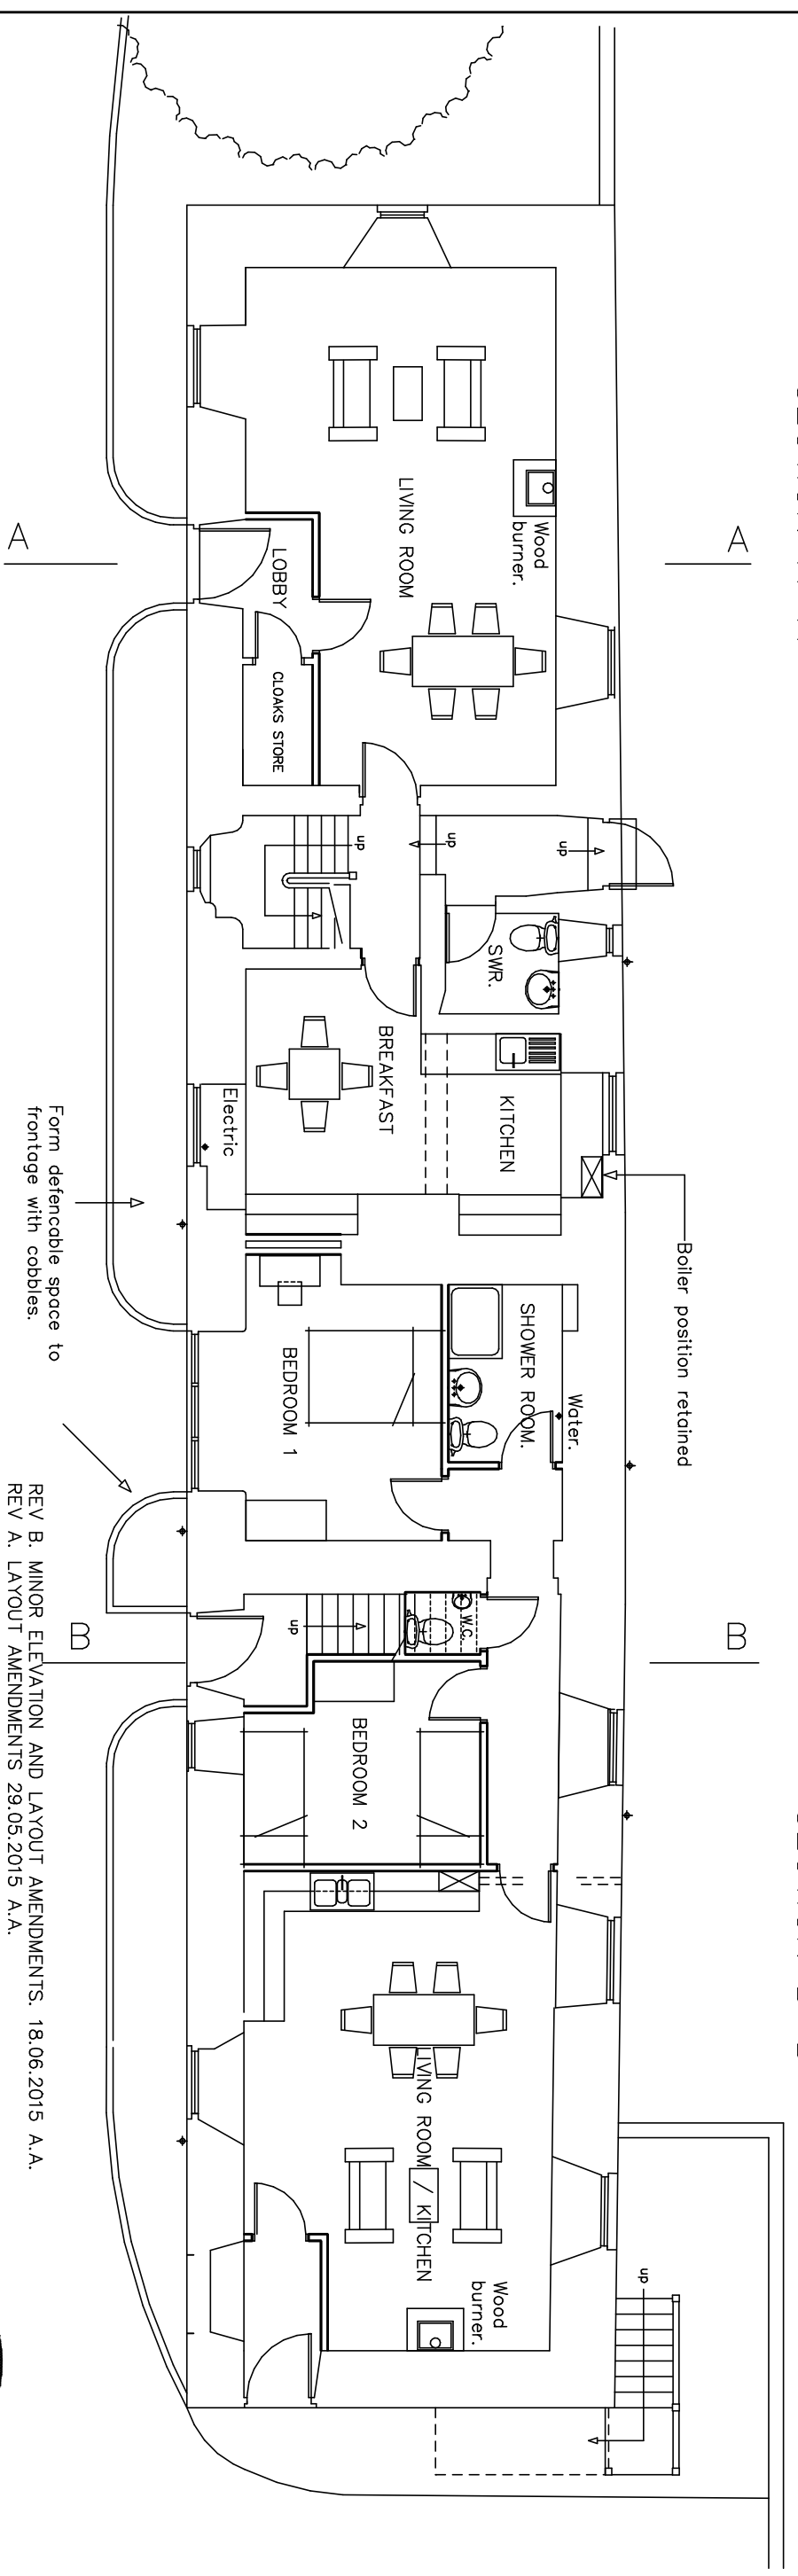 A
A
B
B
LIVING ROOM
Wood
burner.
LOBBY
CLOAKS STORE
up
up
up
SWR.
BREAKFAST
KITCHEN
Electric
Boiler position retained
Form defencable space to
frontage with cobbles.
BEDROOM 1
SHOWER ROOM.
Water.
up
W.C.
BEDROOM 2
LIVING ROOM / KITCHEN
Wood
burner.
up
REV B. MINOR ELEVATION AND LAYOUT AMENDMENTS. 18.06.2015 A.A.
REV A. LAYOUT AMENDMENTS 29.05.2015 A.A.